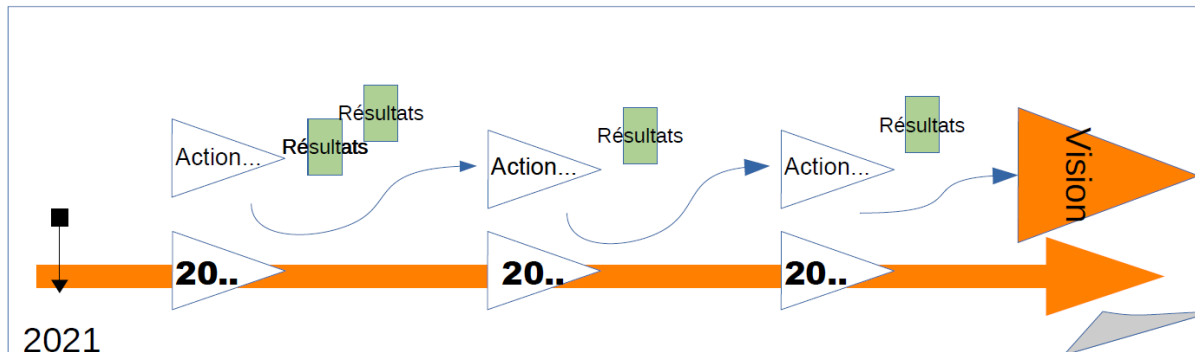 Résultats
Résultats
Résultats
Résultats
Action...
Action...
Action...
Vision
20..
20..
20..
2021